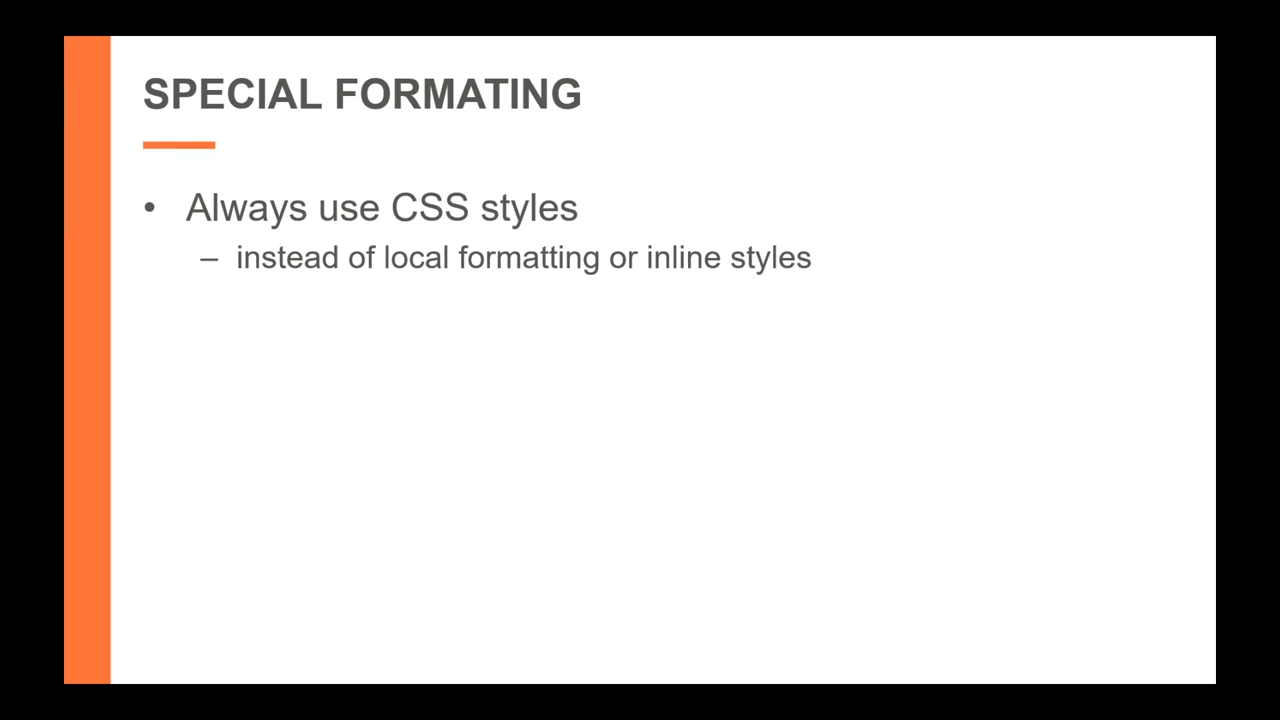 SPECIAL FORMATING
• Always use CSS styles
– instead of local formatting or inline styles